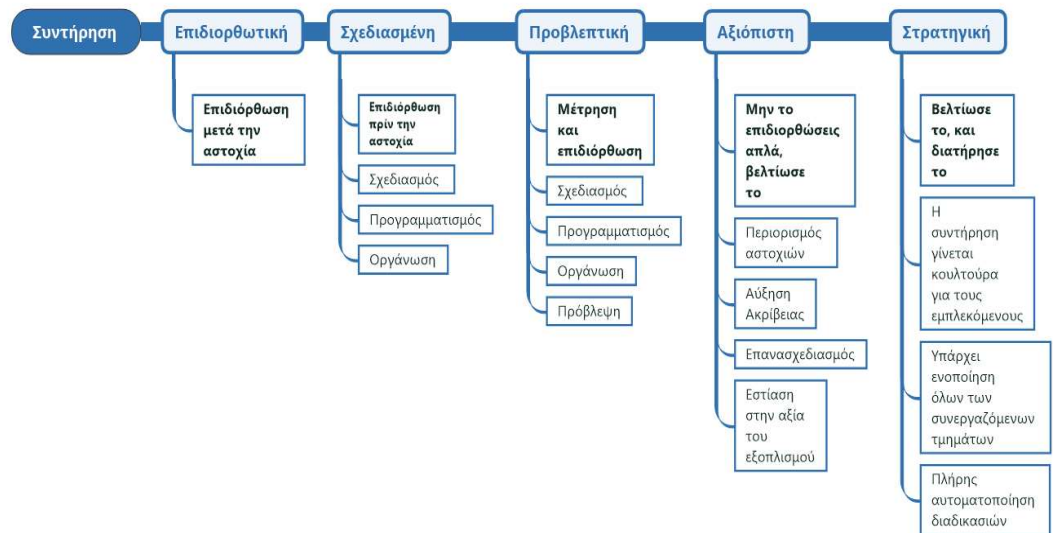 Συντήρηση
Επιδιορθωτική
Σχεδιασμένη
Προβλεπτική
Αξιόπιστη
Στρατηγική
Επιδιόρθωση
μετά την
αστοχία
Επιδιόρθωση
πρίν την
αστοχία
Σχεδιασμός
Προγραμματισμός
Οργάνωση
Μέτρηση
και
επιδιόρθωση
Σχεδιασμός
Προγραμματισμός
Οργάνωση
Πρόβλεψη
Μην το
επιδιορθώσεις
απλά,
βελτίωσε
το
Περιορισμός
αστοχιών
Αύξηση
Ακρίβειας
Επανασχεδιασμός
Εστίαση
στην αξία
του
εξοπλισμού
Βελτίωσε
το, και
διατήρησε
το
Η
συντήρηση
γίνεται
κουλτούρα
για τους
εμπλεκόμενους
Υπάρχει
ενοποίηση
όλων των
συνεργαζόμενων
τμημάτων
Πλήρης
αυτοματοποίηση
διαδικασιών